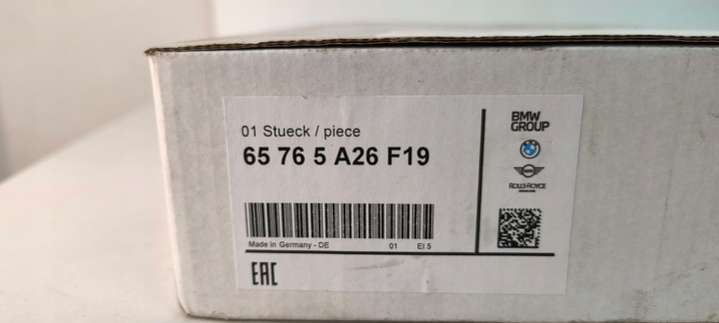 01 Stueck / piece
65 76 5 A26 F19
Made in Germany - DE 01 EI 5
EAC
BMW
GROUP
ROLLS-ROYCE